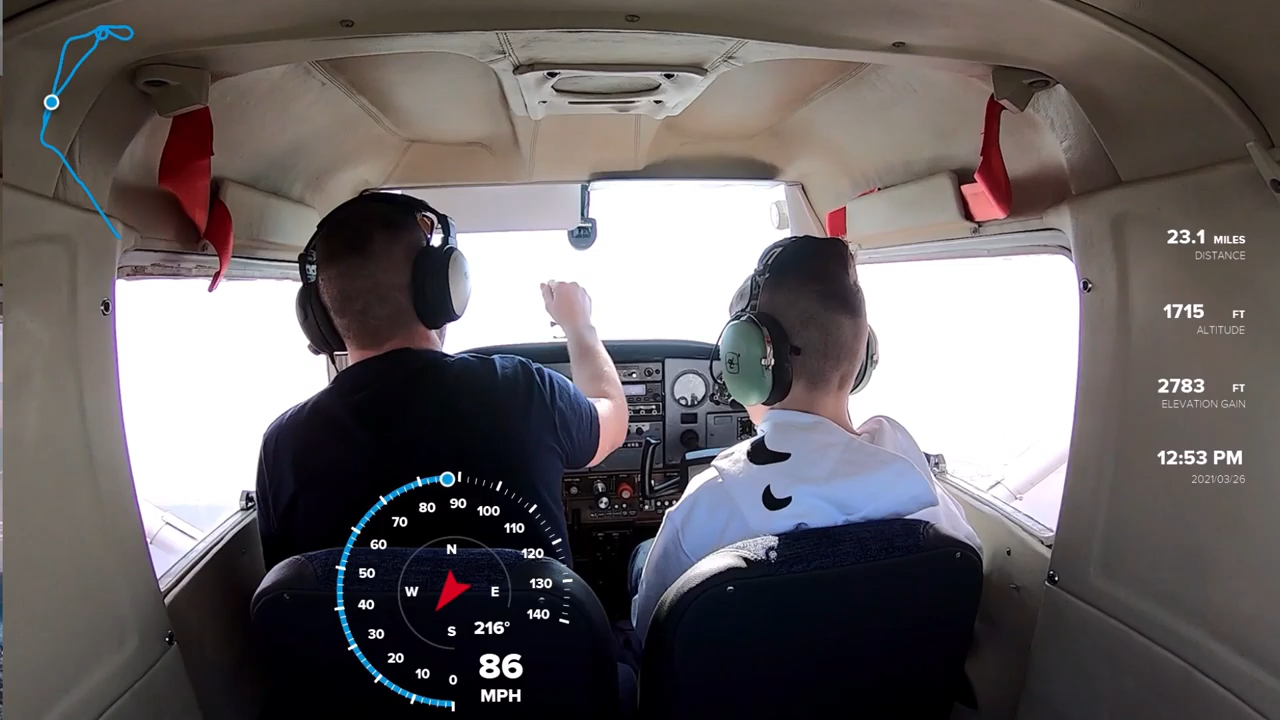 23.1 MILES
DISTANCE
1715 FT
ALTITUDE
2783 FT
ELEVATION GAIN
12:53 PM
2021/03/26
0
10
20
30
40
50
60
70
80
90
100
110
120
130
140
N
W
E
S
216°
86
MPH